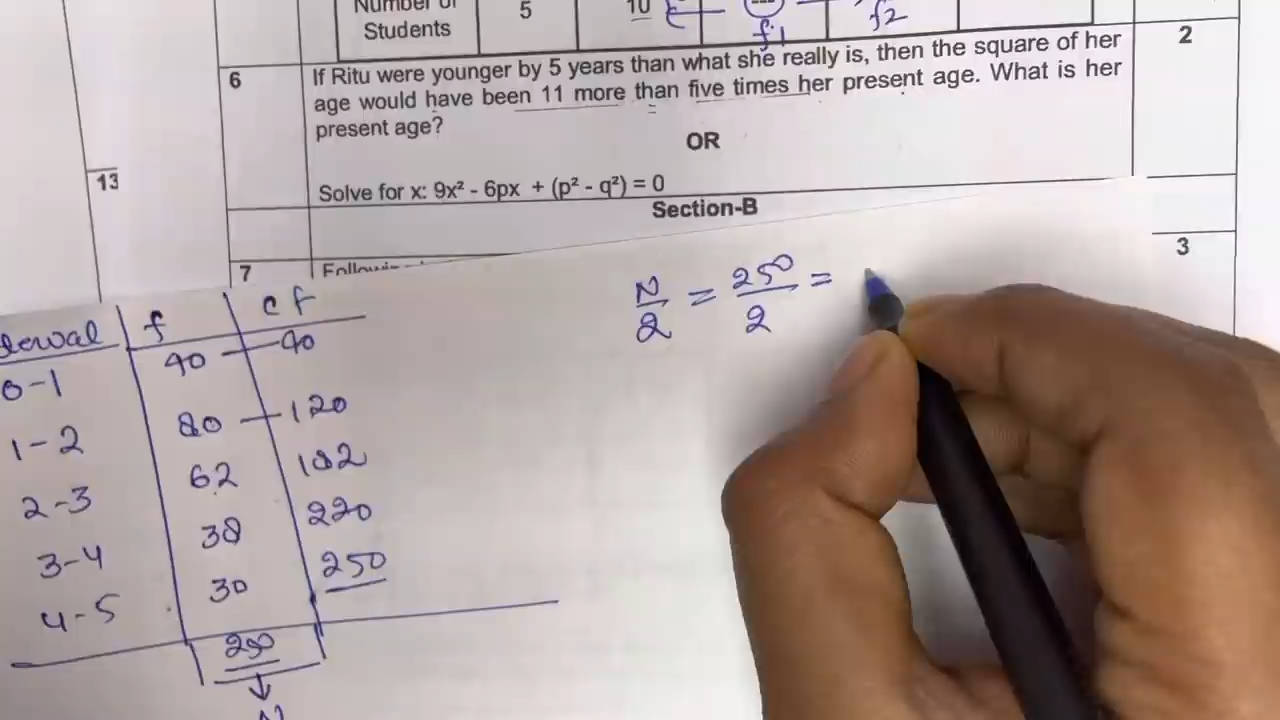 Number of
Students 5 10 f1 f2
6 If Ritu were younger by 5 years than what she really is, then the square of her 2
age would have been 11 more than five times her present age. What is her
present age?
OR
13
Solve for x: 9x² - 6px + (p² - q²) = 0
Section-B
7 3
f cf
0-1 40 40
1-2 80 120
2-3 62 182
3-4 38 220
4-5 30 250
250
N/2 = 250/2 =